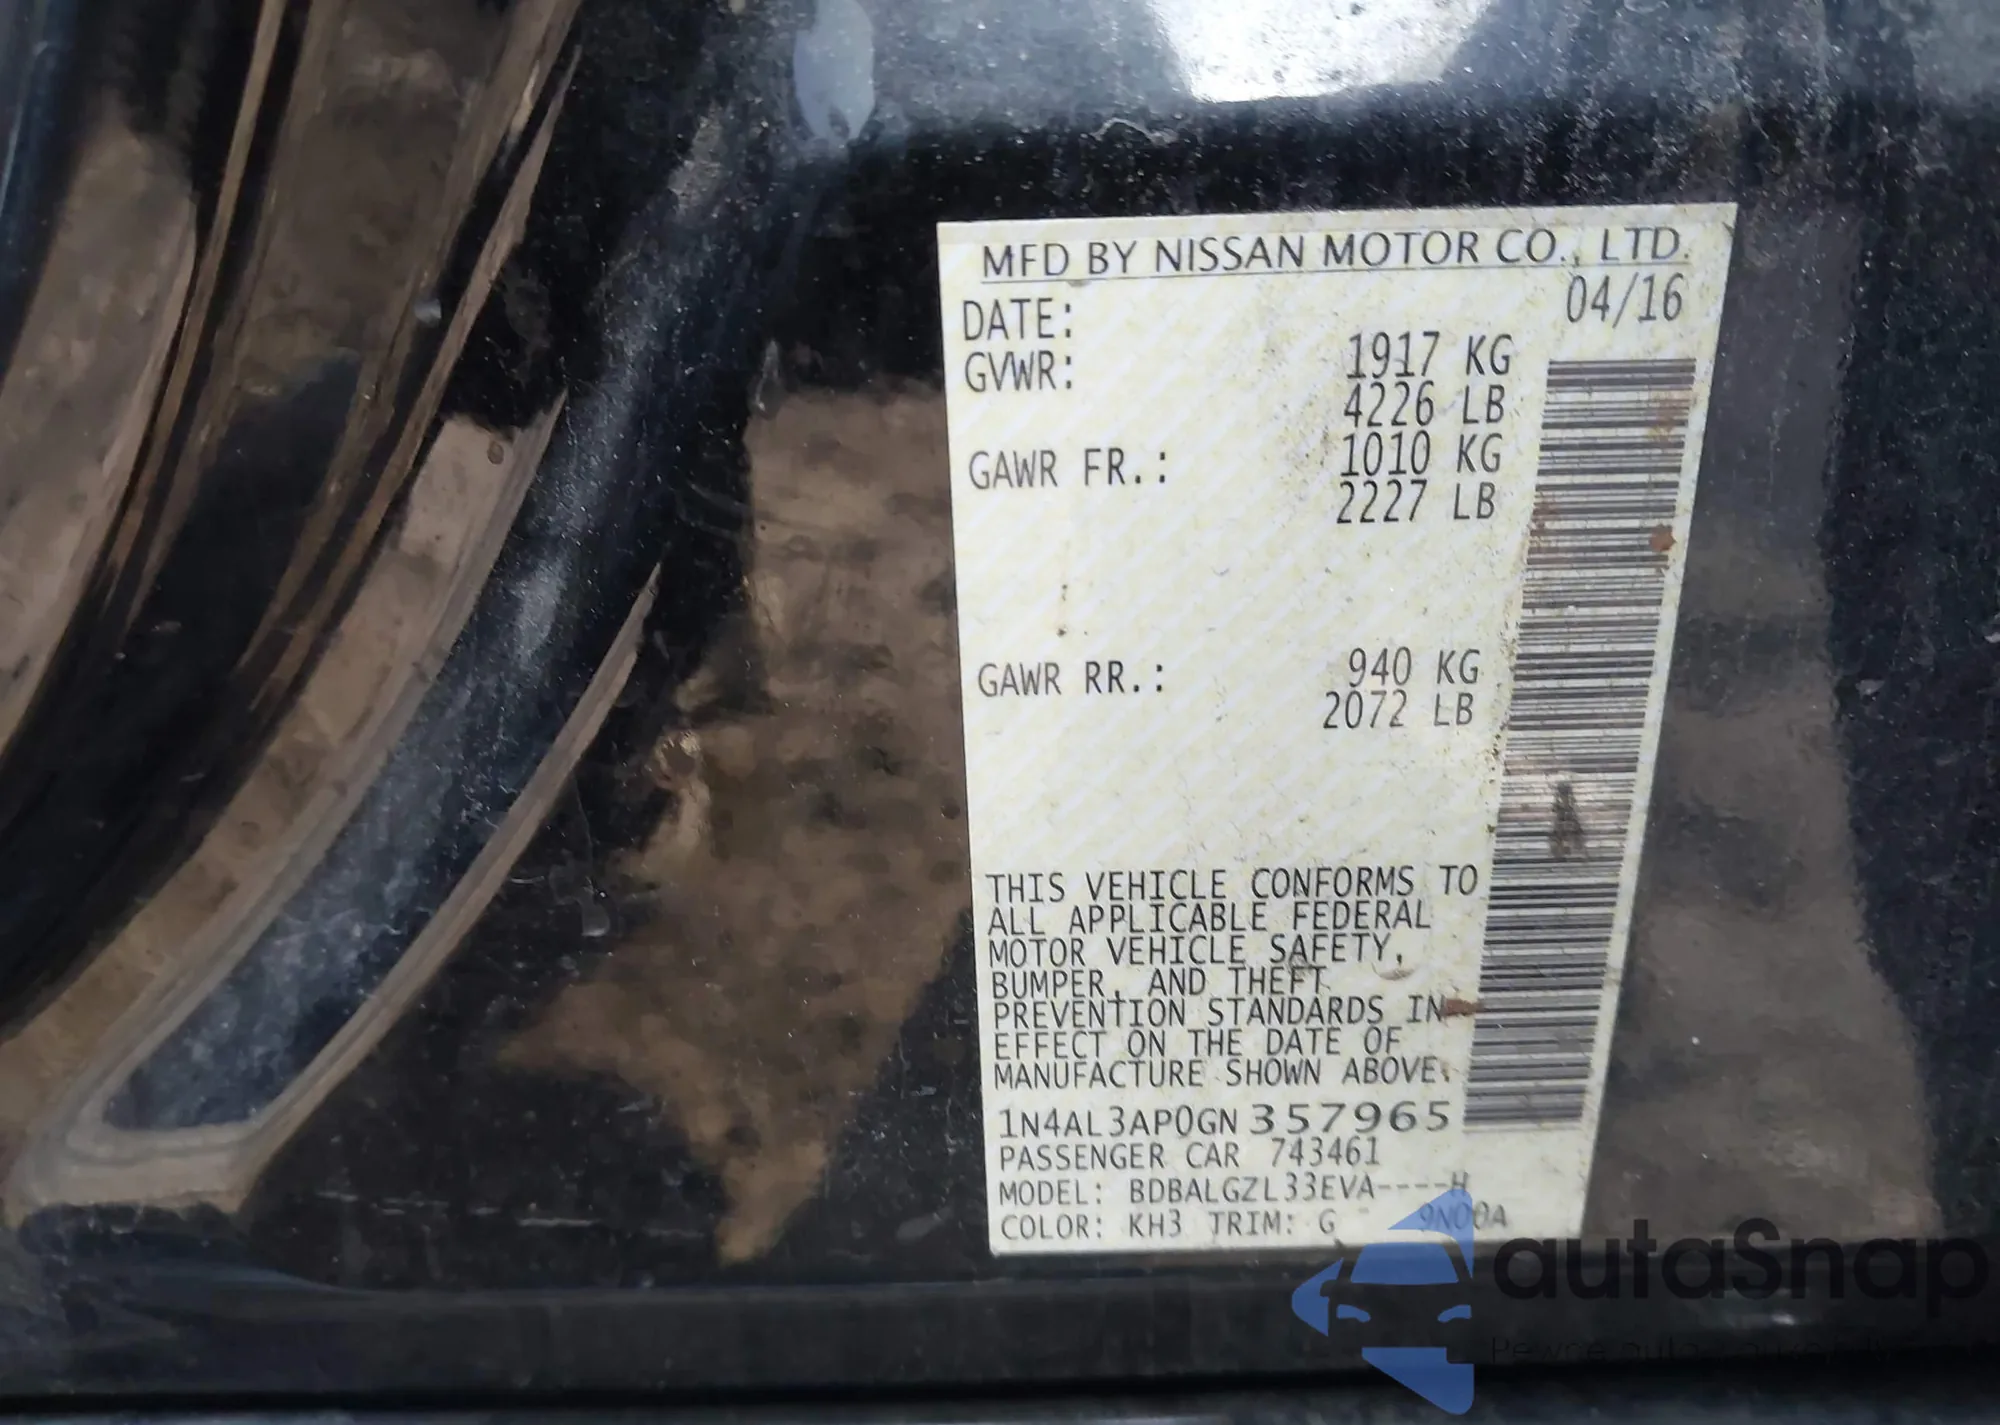 MFD BY NISSAN MOTOR CO., LTD.
DATE: 04/16
GVWR: 1917 KG
4226 LB
GAWR FR.: 1010 KG
2227 LB
GAWR RR.: 940 KG
2072 LB
THIS VEHICLE CONFORMS TO
ALL APPLICABLE FEDERAL
MOTOR VEHICLE SAFETY,
BUMPER, AND THEFT
PREVENTION STANDARDS IN
EFFECT ON THE DATE OF
MANUFACTURE SHOWN ABOVE.
1N4AL3AP0GN357965
PASSENGER CAR 743461
MODEL: BDBALGZL33EVA----H
COLOR: KH3 TRIM: G 9N00A
autaSnap
Pewne auto